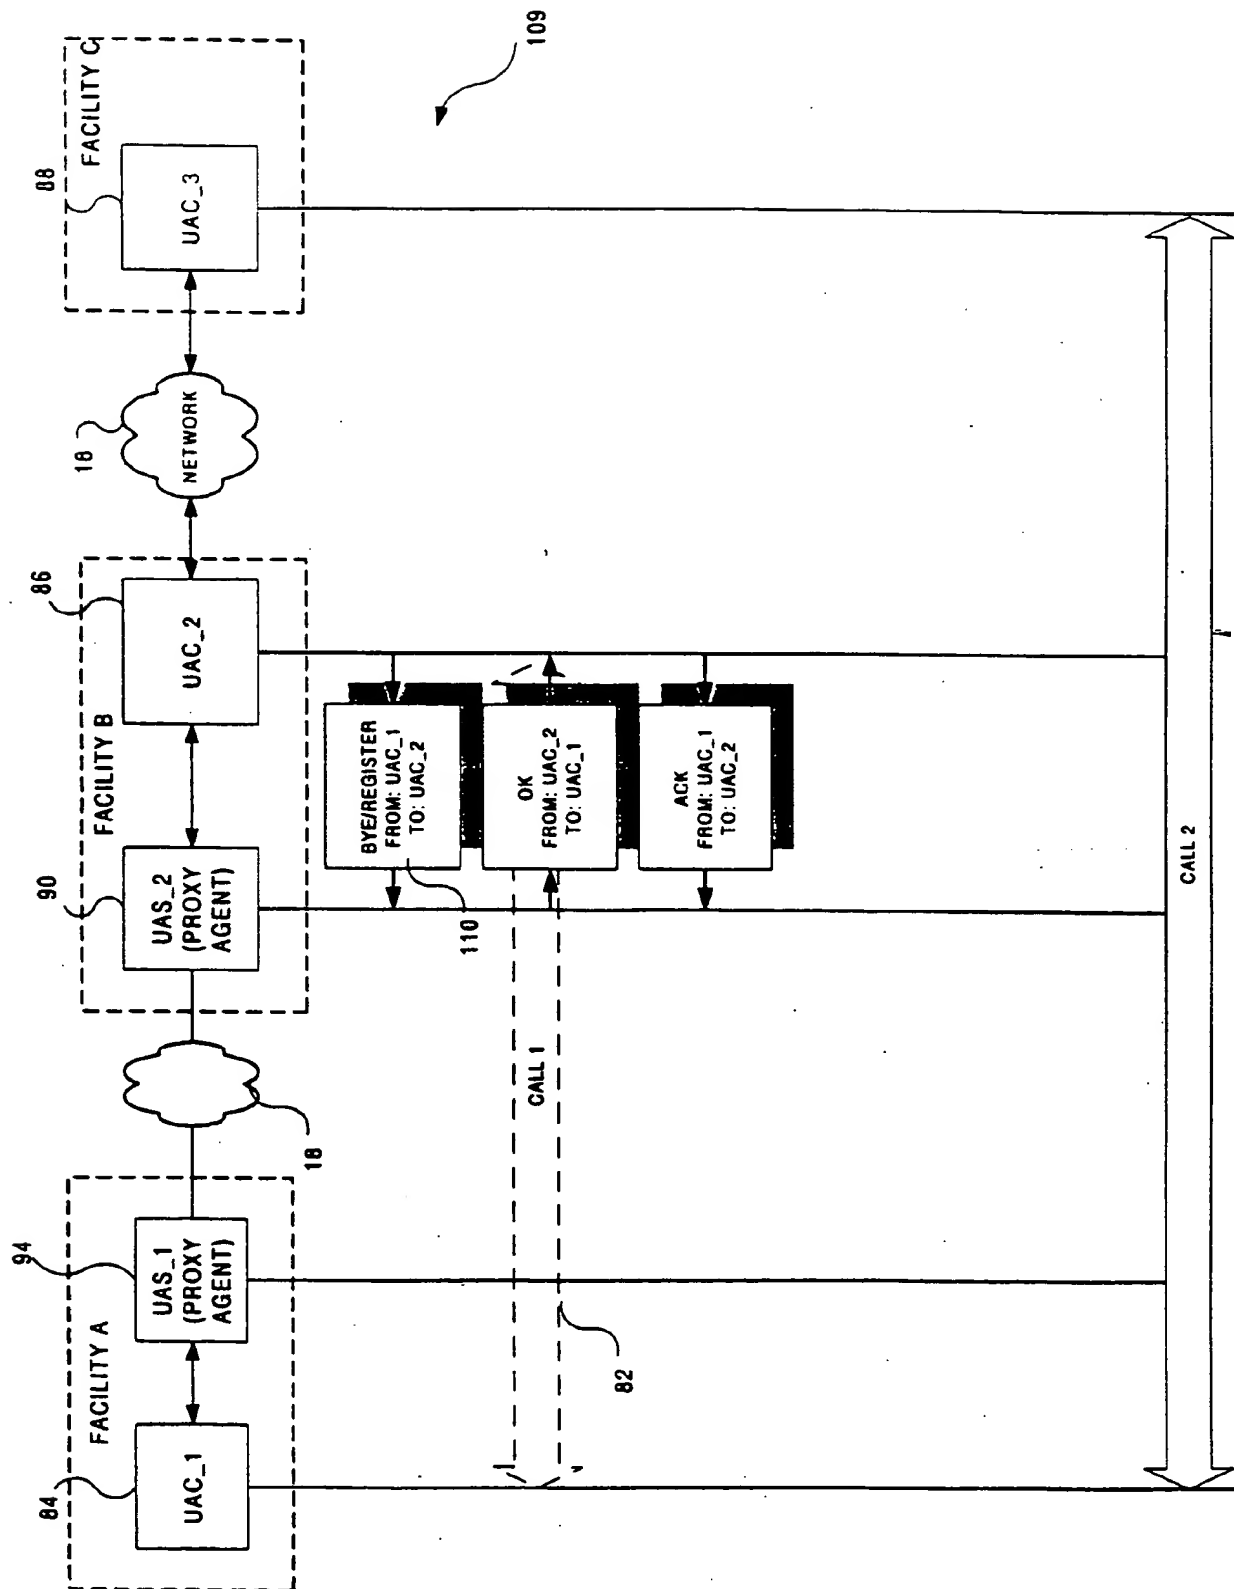 FACILITY A
84
UAC_1
94
UAS_1
(PROXY
AGENT)
18
FACILITY B
90
UAS_2
(PROXY
AGENT)
86
UAC_2
18
NETWORK
FACILITY C
88
UAC_3
109
BYE/REGISTER
FROM: UAC_1
TO: UAC_2
110
OK
FROM: UAC_2
TO: UAC_1
ACK
FROM: UAC_1
TO: UAC_2
CALL 1
82
CALL 2